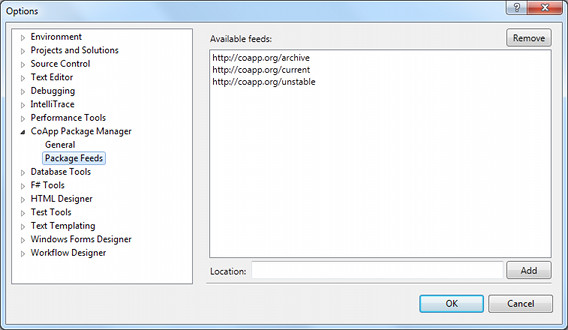 Options
Environment
Projects and Solutions
Source Control
Text Editor
Debugging
IntelliTrace
Performance Tools
CoApp Package Manager
General
Package Feeds
Database Tools
F# Tools
HTML Designer
Test Tools
Text Templating
Windows Forms Designer
Workflow Designer
Available feeds:
Remove
http://coapp.org/archive
http://coapp.org/current
http://coapp.org/unstable
Location:
Add
OK
Cancel